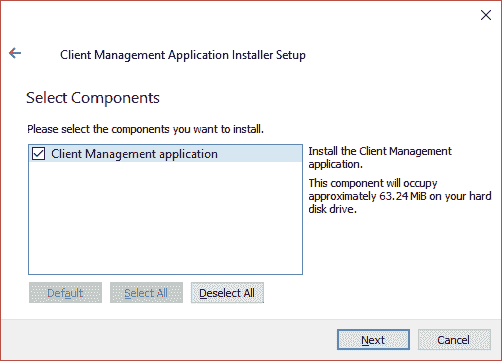 Client Management Application Installer Setup
Select Components
Please select the components you want to install.
Client Management application
Install the Client Management
application.
This component will occupy
approximately 63.24 MiB on your hard
disk drive.
Default Select All Deselect All
Next Cancel